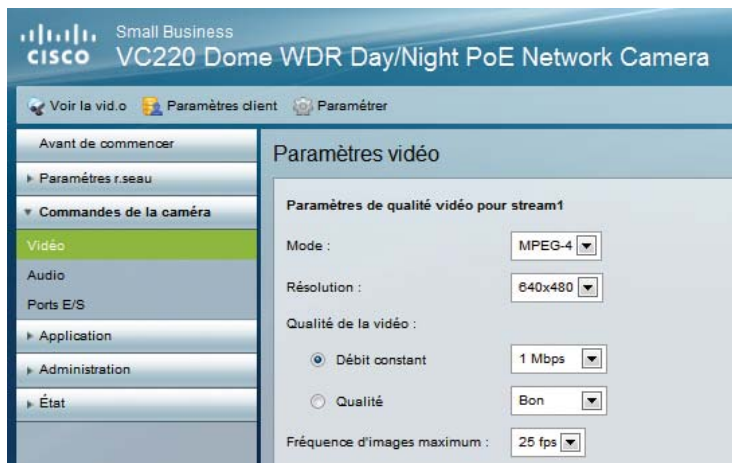 Small Business
CISCO VC220 Dome WDR Day/Night PoE Network Camera
Voir la vid.o Paramètres client Paramétrer
Avant de commencer
Paramètres r.seau
Commandes de la caméra
Vidéo
Audio
Ports E/S
Application
Administration
État
Paramètres vidéo
Paramètres de qualité vidéo pour stream1
Mode : MPEG-4
Résolution : 640x480
Qualité de la vidéo :
Débit constant 1 Mbps
Qualité Bon
Fréquence d'images maximum : 25 fps